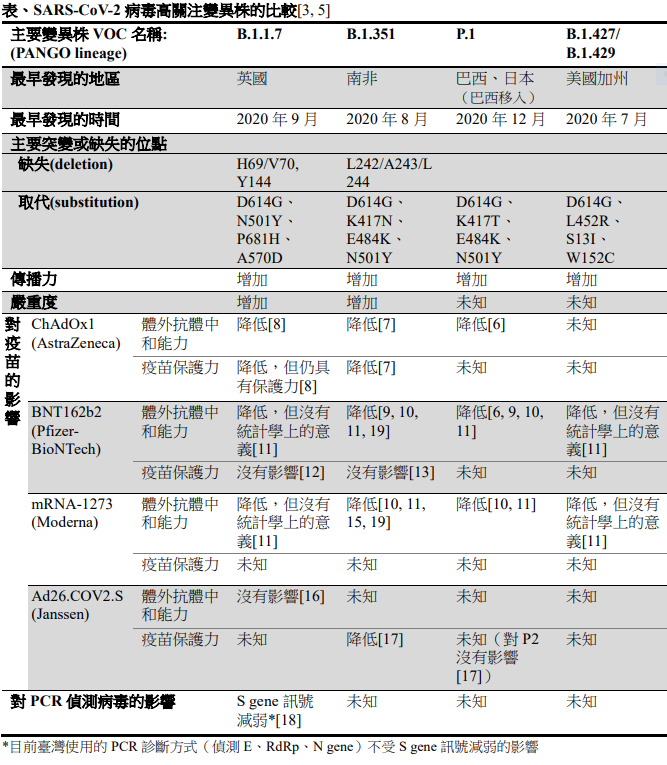 表、SARS-CoV-2 病毒高關注變異株的比較[3, 5]
主要變異株 VOC 名稱: B.1.1.7 B.1.351 P.1 B.1.427/
(PANGO lineage) B.1.429
最早發現的地區 英國 南非 巴西、日本 美國加州
（巴西移入）
最早發現的時間 2020 年 9 月 2020 年 8 月 2020 年 12 月 2020 年 7 月
主要突變或缺失的位點
缺失(deletion) H69/V70, L242/A243/L
Y144 244
取代(substitution) D614G、 D614G、 D614G、 D614G、
N501Y、 K417N、 K417T、 L452R、
P681H、 E484K、 E484K、 S13I、
A570D N501Y N501Y W152C
傳播力 增加 增加 增加 增加
嚴重度 增加 增加 未知 未知
對疫苗的影響
ChAdOx1 體外抗體中 降低[8] 降低[7] 降低[6] 未知
(AstraZeneca) 和能力
疫苗保護力 降低，但仍具 降低[7] 未知 未知
有保護力[8]
BNT162b2 體外抗體中 降低，但沒有 降低[9, 10, 降低[6, 9, 10, 降低，但沒有
(Pfizer- 和能力 統計學上的意 11, 19] 11] 統計學上的意
BioNTech) 義[11] 義[11]
疫苗保護力 沒有影響[12] 沒有影響[13] 未知 未知
mRNA-1273 體外抗體中 降低，但沒有 降低[10, 11, 降低[10, 11] 降低，但沒有
(Moderna) 和能力 統計學上的意 15, 19] 統計學上的意
義[11] 義[11]
疫苗保護力 未知 未知 未知 未知
Ad26.COV2.S 體外抗體中 沒有影響[16] 未知 未知 未知
(Janssen) 和能力
疫苗保護力 未知 降低[17] 未知（對 P2 未知
沒有影響
[17]）
對 PCR 偵測病毒的影響 S gene 訊號 未知 未知 未知
減弱*[18]
*目前臺灣使用的 PCR 診斷方式（偵測 E、RdRp、N gene）不受 S gene 訊號減弱的影響